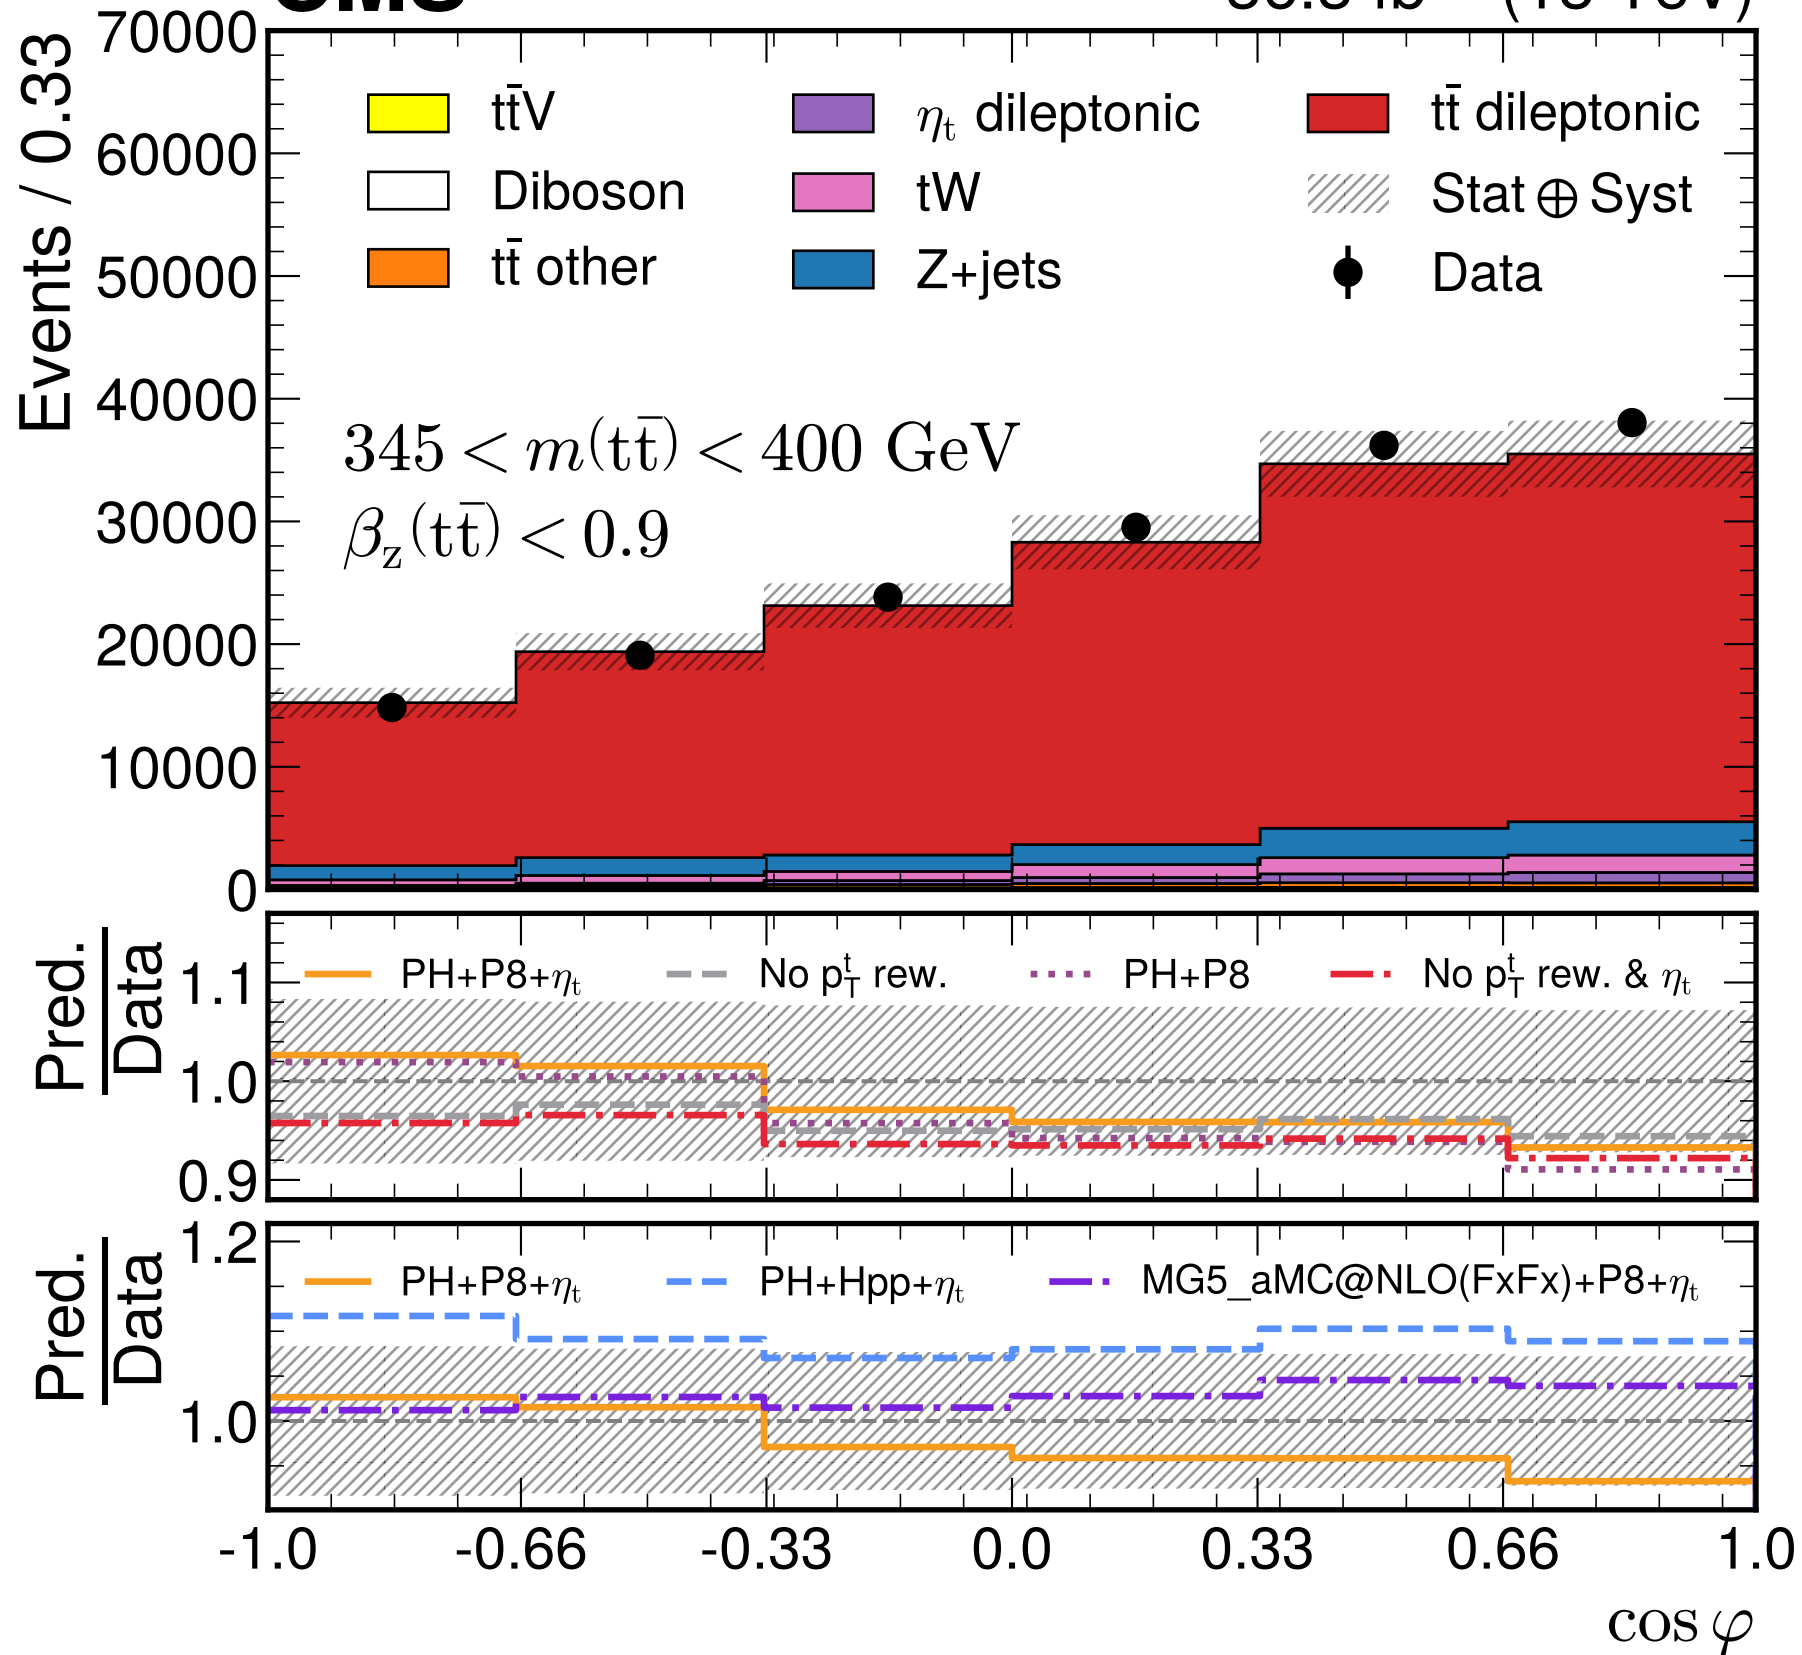 Events / 0.33
70000
60000
50000
40000
30000
20000
10000
0
tt̄V
Diboson
tt̄ other
ηt dileptonic
tW
Z+jets
tt̄ dileptonic
Stat ⊕ Syst
Data
345 < m(tt̄) < 400 GeV
βz(tt̄) < 0.9
Pred.
Data
1.1
1.0
0.9
PH+P8+ηt
No pTt rew.
PH+P8
No pTt rew. & ηt
Pred.
Data
1.2
1.0
PH+P8+ηt
PH+Hpp+ηt
MG5_aMC@NLO(FxFx)+P8+ηt
-1.0 -0.66 -0.33 0.0 0.33 0.66 1.0
cos φ